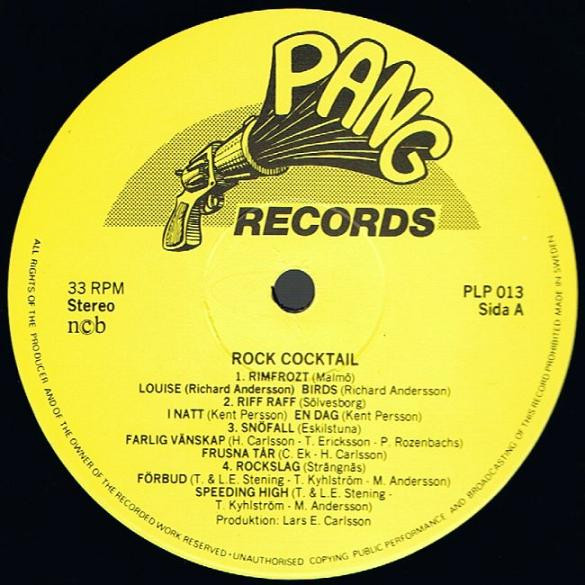 PANG
RECORDS
33 RPM
Stereo
n©b
PLP 013
Sida A
ROCK COCKTAIL
1. RIMFROZT (Malmö)
LOUISE (Richard Andersson) BIRDS (Richard Andersson)
2. RIFF RAFF (Sölvesborg)
I NATT (Kent Persson) EN DAG (Kent Persson)
3. SNÖFALL (Eskilstuna)
FARLIG VÄNSKAP (H. Carlsson - T. Ericksson - P. Rozenbachs)
FRUSNA TÅR (C. Ek - H. Carlsson)
4. ROCKSLAG (Strängnäs)
FÖRBUD (T. & L.E. Stening - T. Kyhlström - M. Andersson)
SPEEDING HIGH (T. & L.E. Stening -
T. Kyhlström - M. Andersson)
Produktion: Lars E. Carlsson
ALL RIGHTS OF THE PRODUCER AND OF THE OWNER OF THE RECORDED WORK RESERVED · UNAUTHORISED COPYING PUBLIC PERFORMANCE AND BROADCASTING OF THIS RECORD PROHIBITED MADE IN SWEDEN